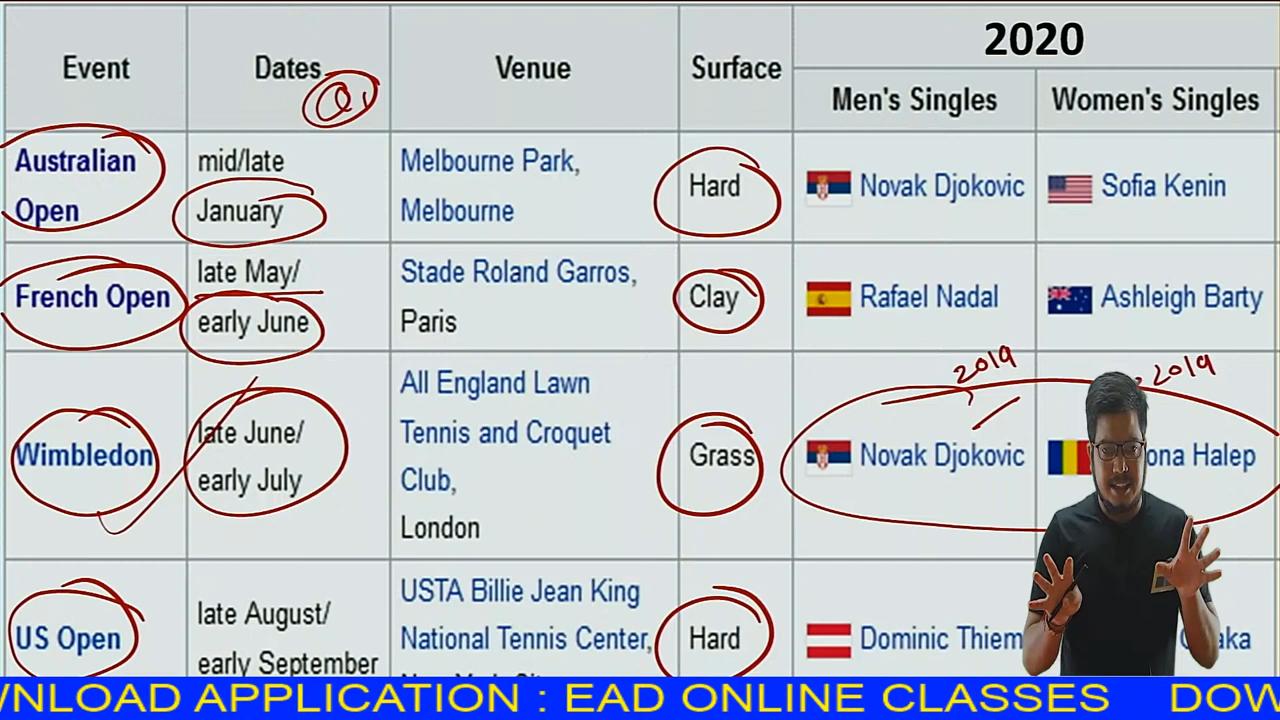 Event
Dates
Venue
Surface
2020
Men's Singles
Women's Singles
Australian
Open
mid/late
January
Melbourne Park,
Melbourne
Hard
Novak Djokovic
Sofia Kenin
French Open
late May/
early June
Stade Roland Garros,
Paris
Clay
Rafael Nadal
Ashleigh Barty
2019
2019
Wimbledon
late June/
early July
All England Lawn
Tennis and Croquet
Club,
London
Grass
Novak Djokovic
ona Halep
US Open
late August/
early September
USTA Billie Jean King
National Tennis Center,
Hard
Dominic Thiem
WNLOAD APPLICATION : EAD ONLINE CLASSES DOW